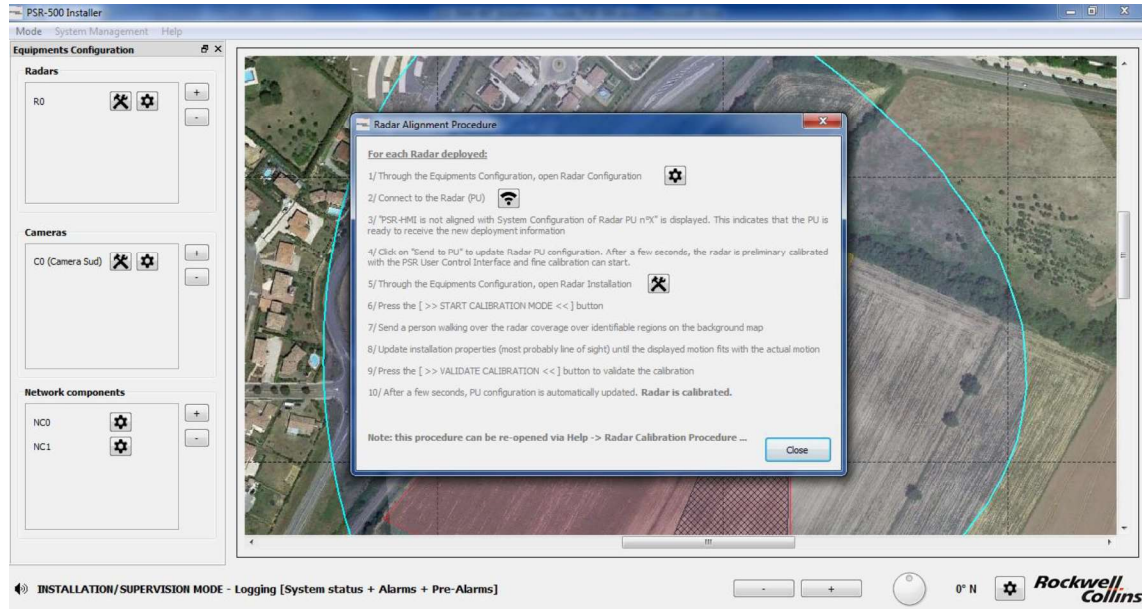 PSR-500 Installer
Mode System Management Help
Equipments Configuration
Radars
R0
+
-
Cameras
C0 (Camera Sud)
+
-
Network components
NC0
NC1
+
-
Radar Alignment Procedure
For each Radar deployed:
1/ Through the Equipments Configuration, open Radar Configuration
2/ Connect to the Radar (PU)
3/ "PSR-HMI is not aligned with System Configuration of Radar PU n°X" is displayed. This indicates that the PU is
ready to receive the new deployment information
4/ Click on "Send to PU" to update Radar PU configuration. After a few seconds, the radar is preliminary calibrated
with the PSR User Control Interface and fine calibration can start.
5/ Through the Equipments Configuration, open Radar Installation
6/ Press the [ >> START CALIBRATION MODE << ] button
7/ Send a person walking over the radar coverage over identifiable regions on the background map
8/ Update installation properties (most probably line of sight) until the displayed motion fits with the actual motion
9/ Press the [ >> VALIDATE CALIBRATION << ] button to validate the calibration
10/ After a few seconds, PU configuration is automatically updated. Radar is calibrated.
Note: this procedure can be re-opened via Help -> Radar Calibration Procedure ...
Close
INSTALLATION/SUPERVISION MODE - Logging [System status + Alarms + Pre-Alarms]
- +
0° N
Rockwell
Collins